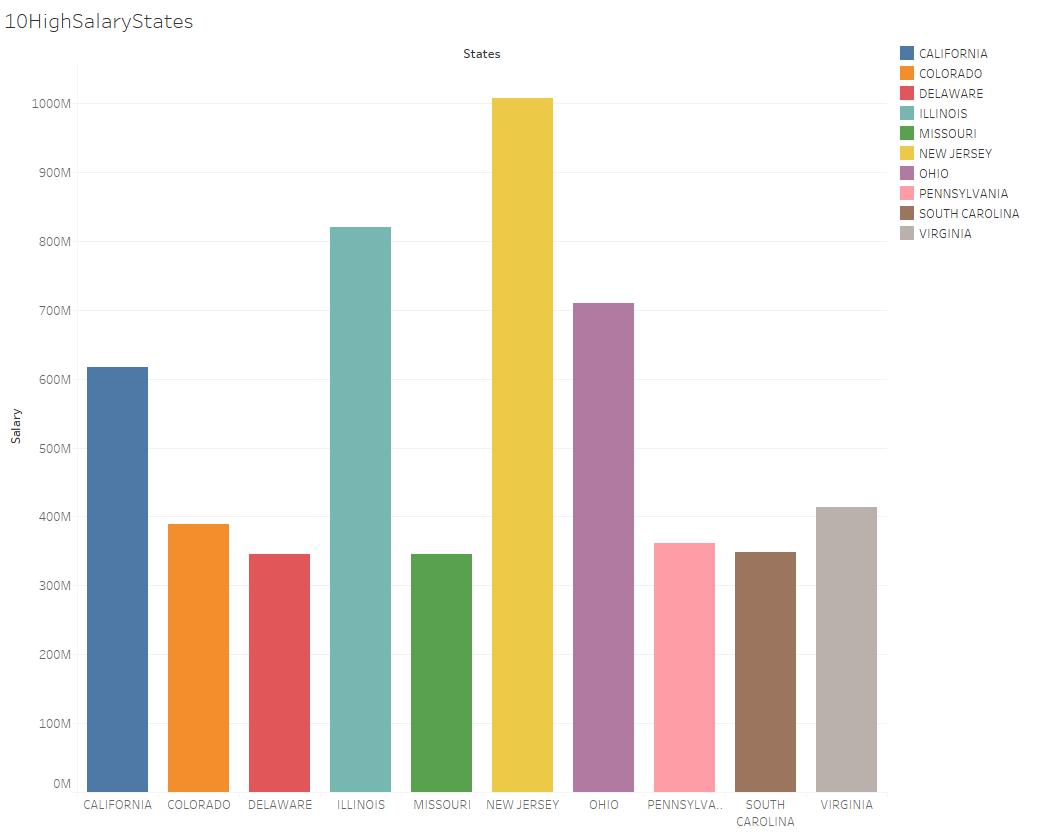 10HighSalaryStates
States
CALIFORNIA
COLORADO
DELAWARE
ILLINOIS
MISSOURI
NEW JERSEY
OHIO
PENNSYLVANIA
SOUTH CAROLINA
VIRGINIA
1000M
900M
800M
700M
600M
500M
400M
300M
200M
100M
0M
Salary
CALIFORNIA COLORADO DELAWARE ILLINOIS MISSOURI NEW JERSEY OHIO PENNSYLVA.. SOUTH VIRGINIA
CAROLINA